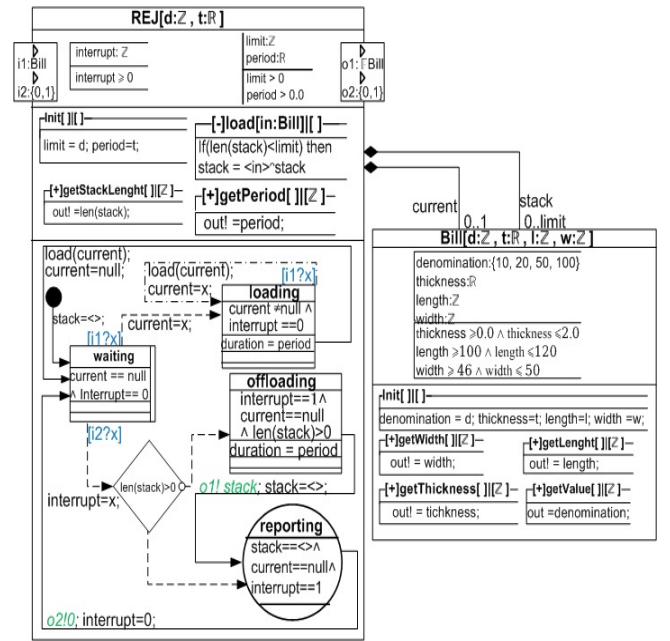 REJ[d:ℤ , t:ℝ]
i1:Bill
i2:{0,1}
interrupt: ℤ
interrupt ⩾ 0
limit:ℤ
period:ℝ
limit > 0
period > 0.0
o1:ΓBill
o2:{0,1}
Init[ ]|[ ]
limit = d; period=t;
[-]load[in:Bill]|[ ]
If(len(stack)<limit) then
stack = <in>⌢stack
[+]getStackLenght[ ]|[ℤ]
out! =len(stack);
[+]getPeriod[ ]|[ℤ]
out! =period;
load(current);
current=null;
load(current);
current=x;
[i1?x]
stack=<>;
[i1?x]
current=x;
loading
current ≠null ∧
interrupt ==0
duration = period
waiting
current == null
∧ Interrupt== 0
[i2?x]
offloading
interrupt==1∧
current==null
∧ len(stack)>0
duration = period
interrupt=x;
len(stack)>0
o1! stack; stack=<>;
reporting
stack==<>∧
current==null∧
interrupt==1
o2!0; interrupt=0;
current
0..1
stack
0..limit
Bill[d:ℤ, t:ℝ, l:ℤ, w:ℤ]
denomination:{10, 20, 50, 100}
thickness:ℝ
length:ℤ
width:ℤ
thickness ⩾0.0 ∧ thickness ⩽2.0
length ⩾100 ∧ length ⩽120
width ⩾ 46 ∧ width ⩽ 50
Init[ ]|[ ]
denomination = d; thickness=t; length=l; width =w;
[+]getWidth[ ]|[ℤ]
out! = width;
[+]getLenght[ ]|[ℤ]
out! = length;
[+]getThickness[ ]|[ℤ]
out! = tichkness;
[+]getValue[ ]|[ℤ]
out =denomination;